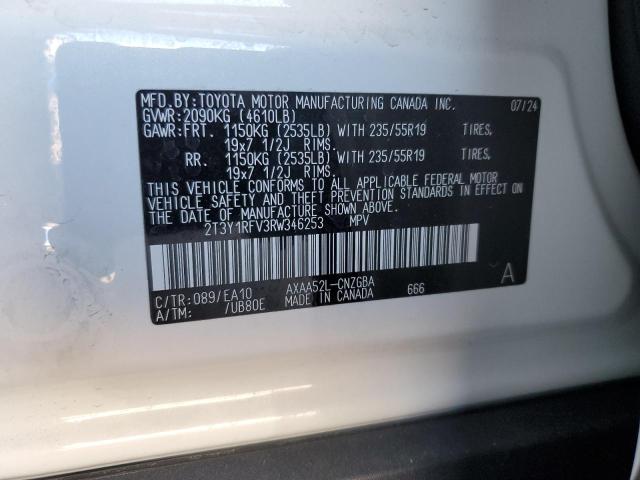 MFD.BY:TOYOTA MOTOR MANUFACTURING CANADA INC. 07/24
GVWR:2090KG (4610LB)
GAWR:FRT. 1150KG (2535LB) WITH 235/55R19 TIRES,
19x7 1/2J RIMS.
RR. 1150KG (2535LB) WITH 235/55R19 TIRES,
19x7 1/2J RIMS.
THIS VEHICLE CONFORMS TO ALL APPLICABLE FEDERAL MOTOR
VEHICLE SAFETY AND THEFT PREVENTION STANDARDS IN EFFECT ON
THE DATE OF MANUFACTURE SHOWN ABOVE.
2T3Y1RFV3RW346253 MPV
C/TR:089/EA10 AXAA52L-CNZGBA A
A/TM: /UB80E MADE IN CANADA 666